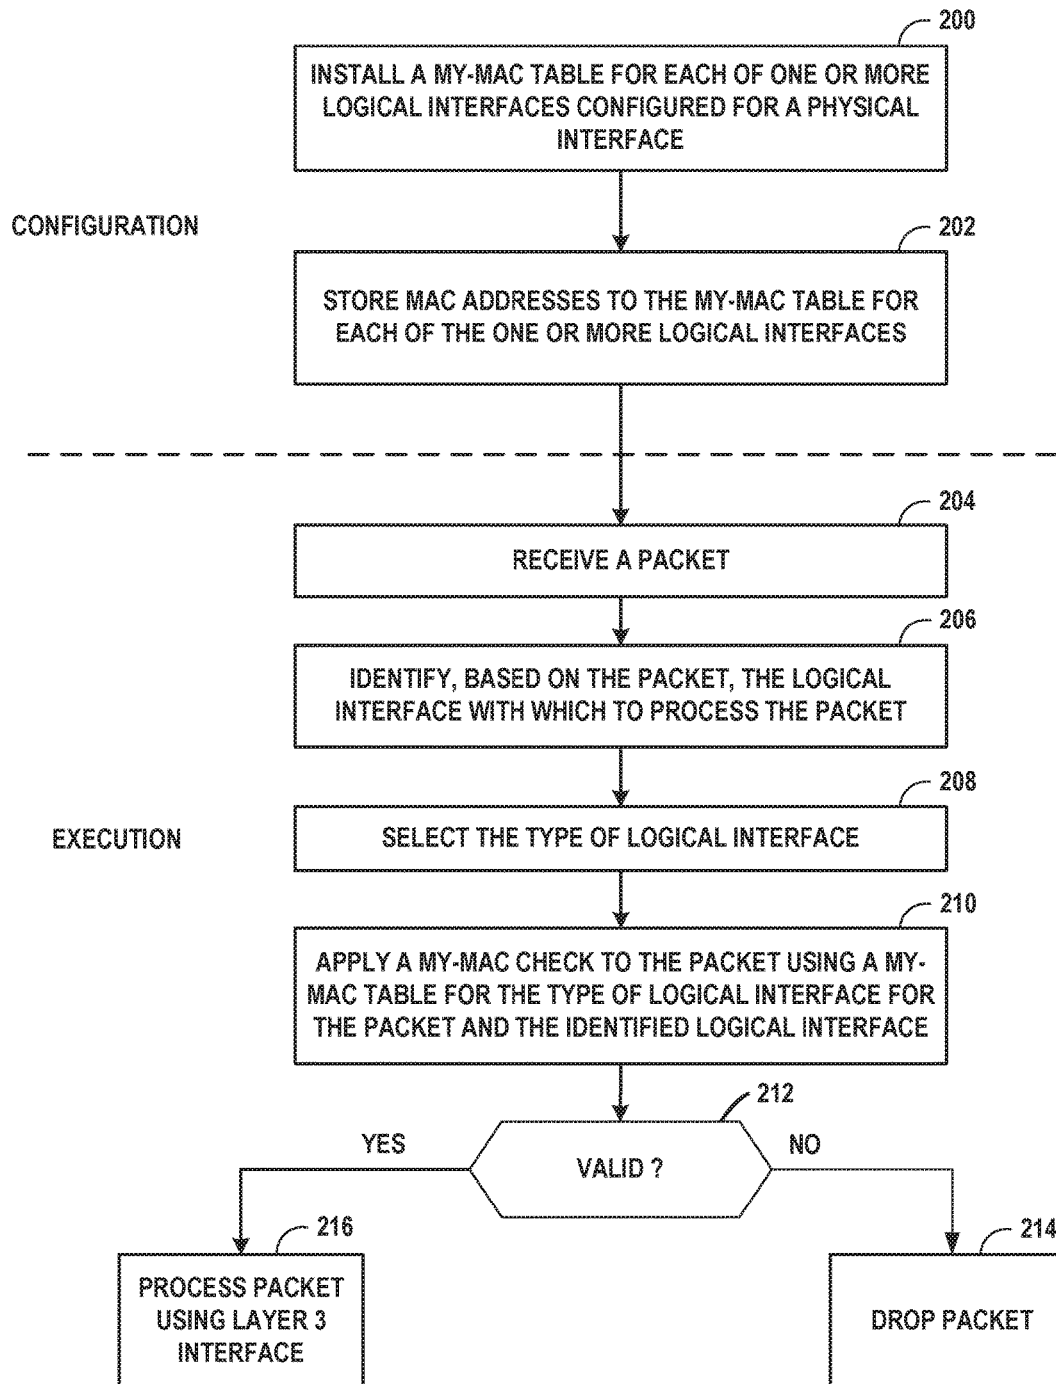 200
INSTALL A MY-MAC TABLE FOR EACH OF ONE OR MORE
LOGICAL INTERFACES CONFIGURED FOR A PHYSICAL
INTERFACE
CONFIGURATION
202
STORE MAC ADDRESSES TO THE MY-MAC TABLE FOR
EACH OF THE ONE OR MORE LOGICAL INTERFACES
204
RECEIVE A PACKET
206
IDENTIFY, BASED ON THE PACKET, THE LOGICAL
INTERFACE WITH WHICH TO PROCESS THE PACKET
208
EXECUTION
SELECT THE TYPE OF LOGICAL INTERFACE
210
APPLY A MY-MAC CHECK TO THE PACKET USING A MY-
MAC TABLE FOR THE TYPE OF LOGICAL INTERFACE FOR
THE PACKET AND THE IDENTIFIED LOGICAL INTERFACE
212
YES
VALID ?
NO
216
PROCESS PACKET
USING LAYER 3
INTERFACE
214
DROP PACKET